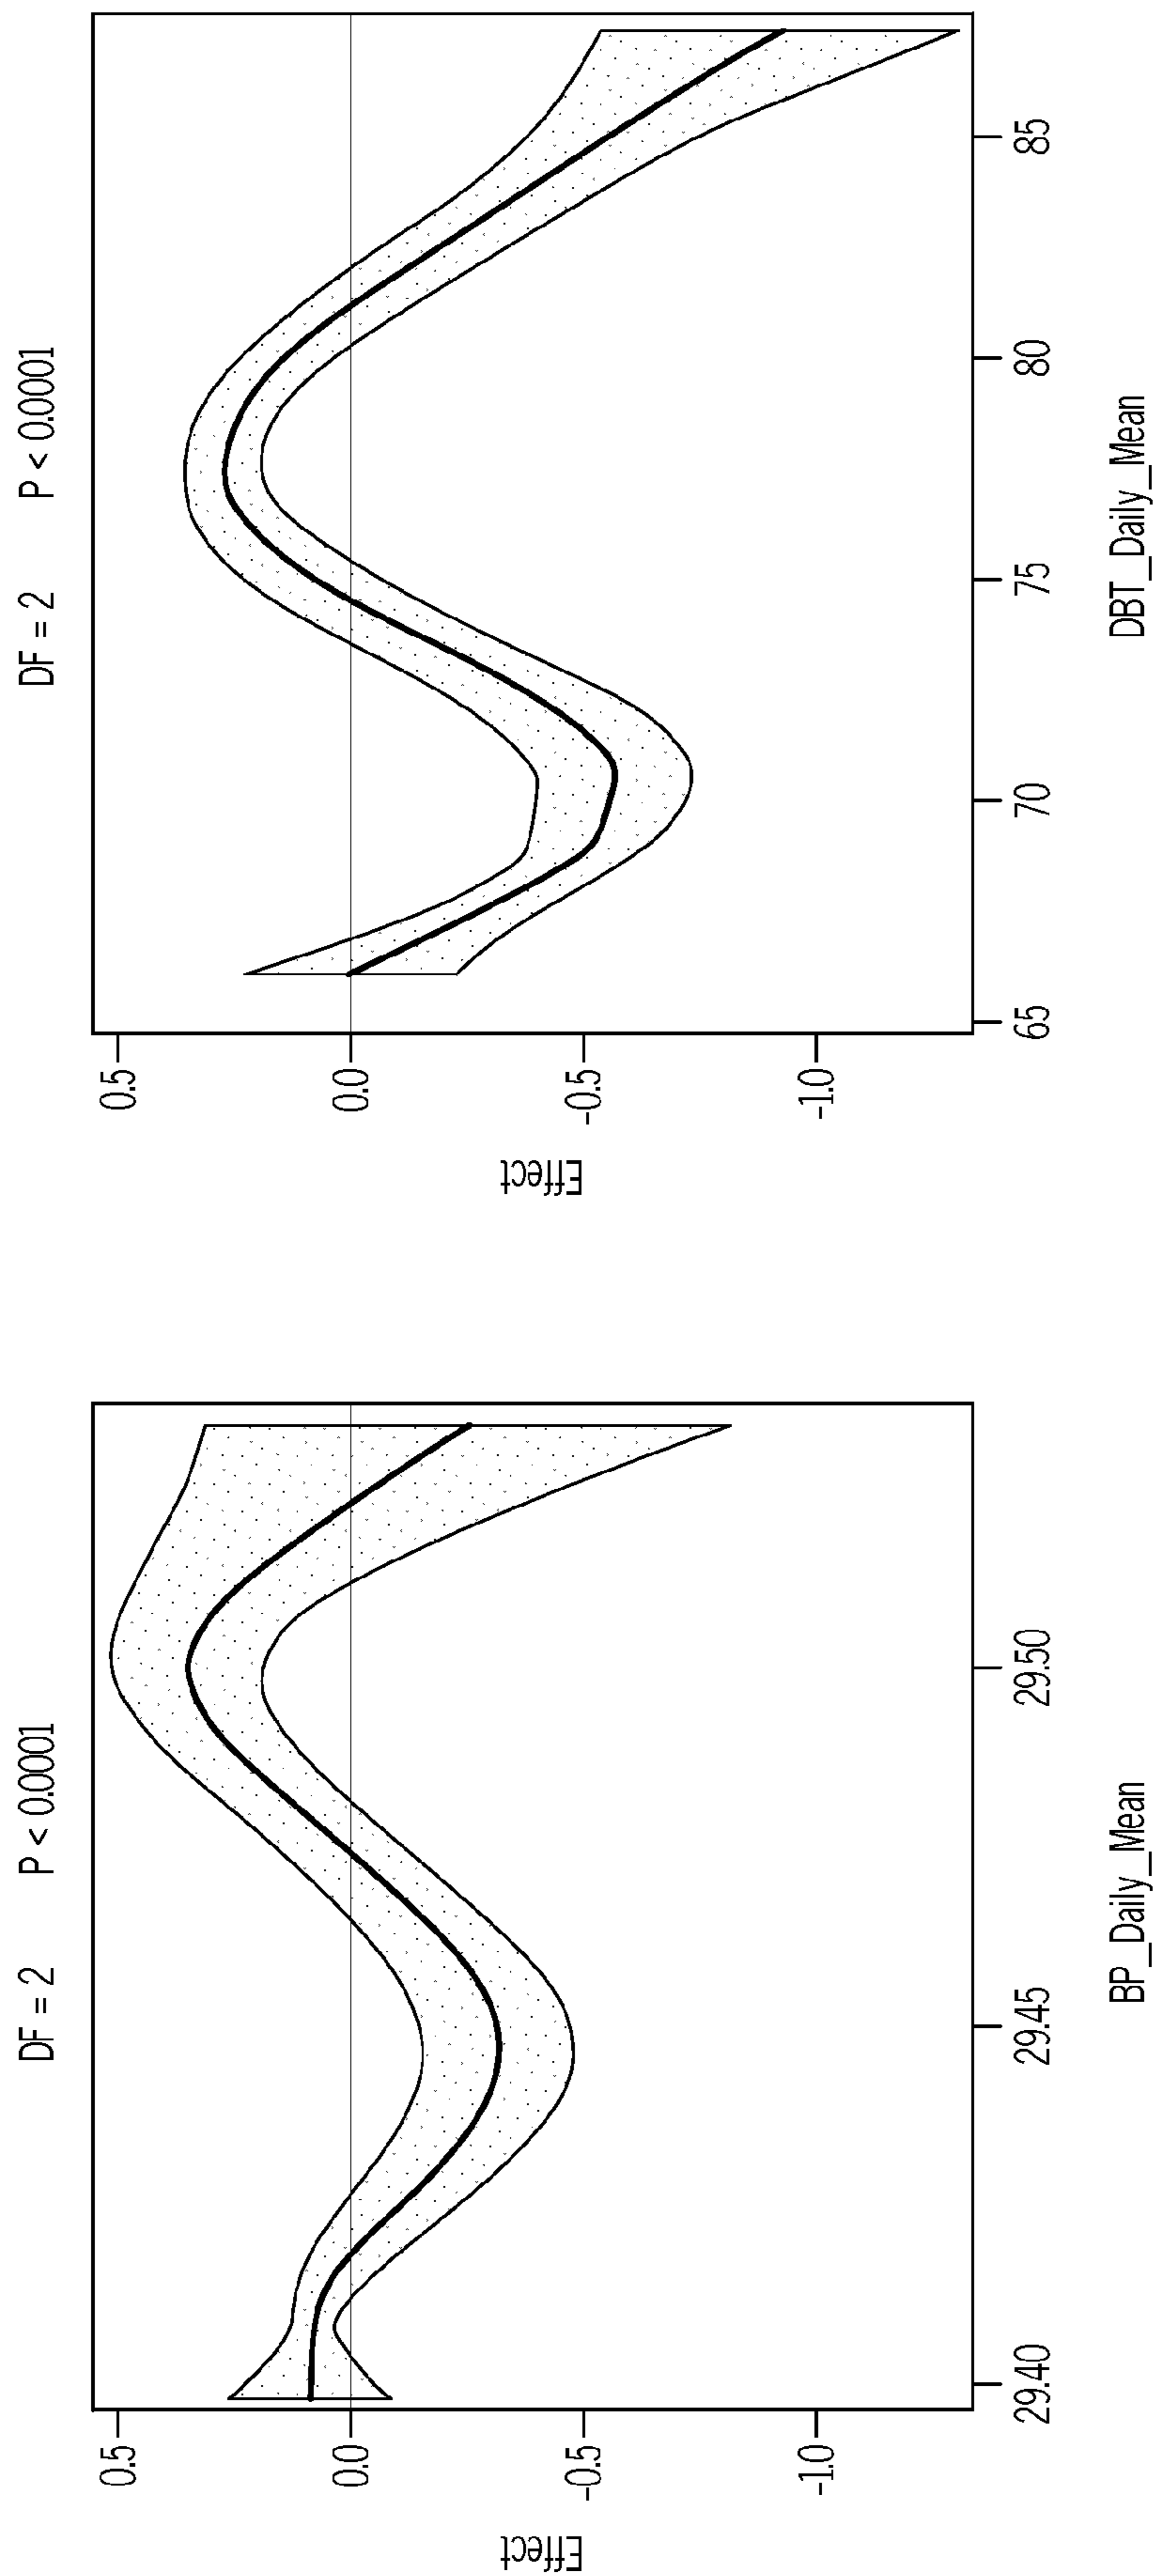 DF = 2 P < 0.0001
Effect
0.5
0.0
-0.5
-1.0
29.40 29.45 29.50
BP_Daily_Mean
DF = 2 P < 0.0001
Effect
0.5
0.0
-0.5
-1.0
65 70 75 80 85
DBT_Daily_Mean